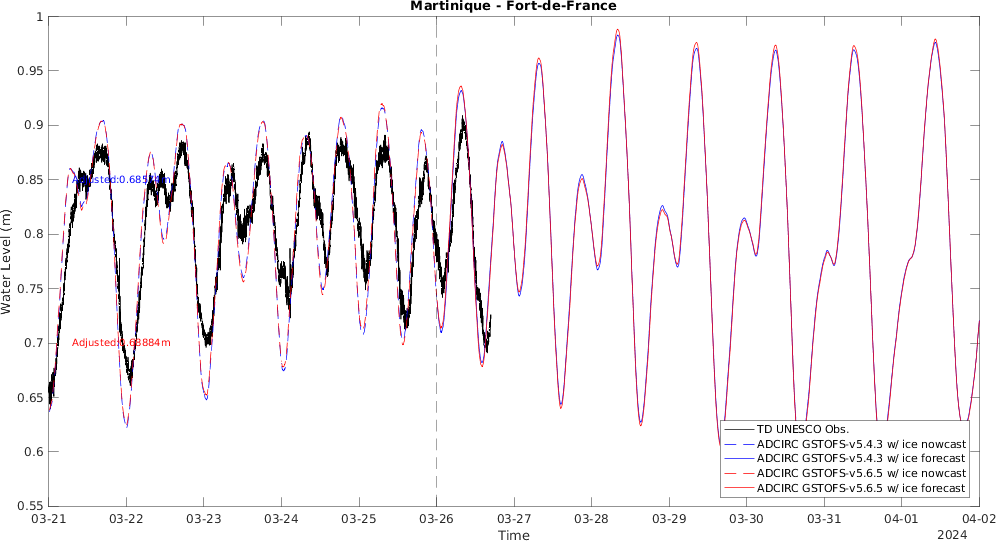 Martinique - Fort-de-France
1
0.95
0.9
0.85
0.8
0.75
0.7
0.65
0.6
0.55
Water Level (m)
Adjusted:0.68884m
TD UNESCO Obs.
ADCIRC GSTOFS-v5.4.3 w/ ice nowcast
ADCIRC GSTOFS-v5.4.3 w/ ice forecast
ADCIRC GSTOFS-v5.6.5 w/ ice nowcast
ADCIRC GSTOFS-v5.6.5 w/ ice forecast
03-21 03-22 03-23 03-24 03-25 03-26 03-27 03-28 03-29 03-30 03-31 04-01 04-02
Time
2024